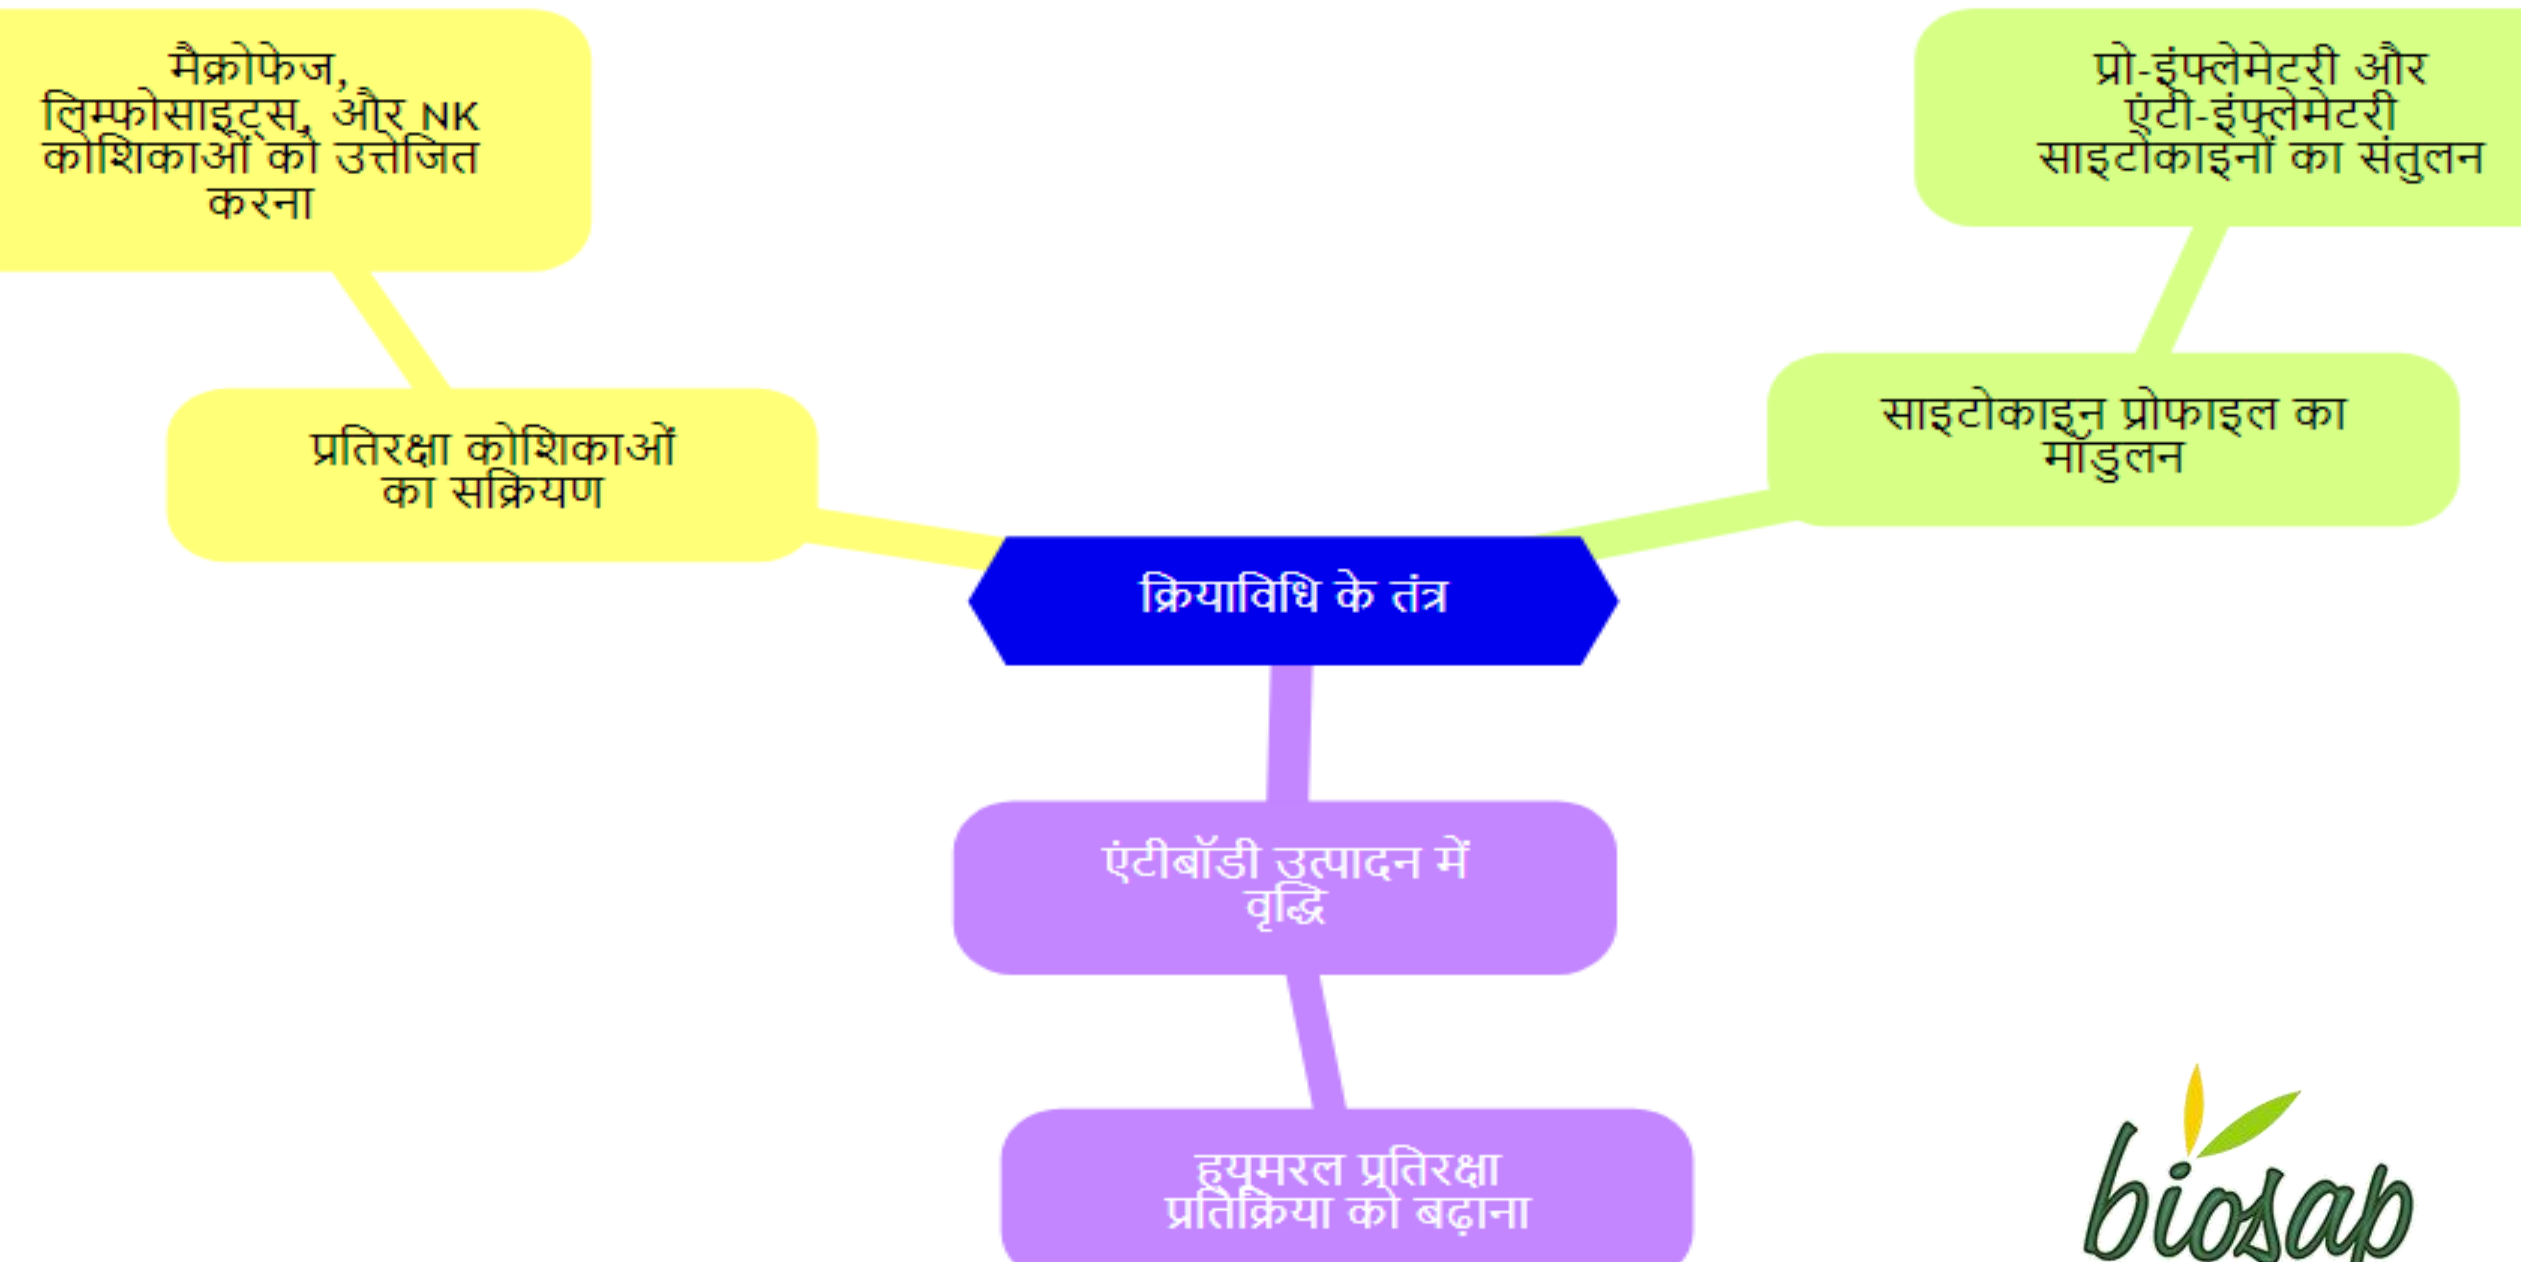 मैक्रोफेज,
लिम्फोसाइट्स, और NK
कोशिकाओं को उत्तेजित
करना
प्रो-इंफ्लेमेटरी और
एंटी-इंफ्लेमेटरी
साइटोकाइनों का संतुलन
प्रतिरक्षा कोशिकाओं
का सक्रियण
साइटोकाइन प्रोफाइल का
मॉडुलन
क्रियाविधि के तंत्र
एंटीबॉडी उत्पादन में
वृद्धि
हयूमरल प्रतिरक्षा
प्रतिक्रिया को बढ़ाना
biosap